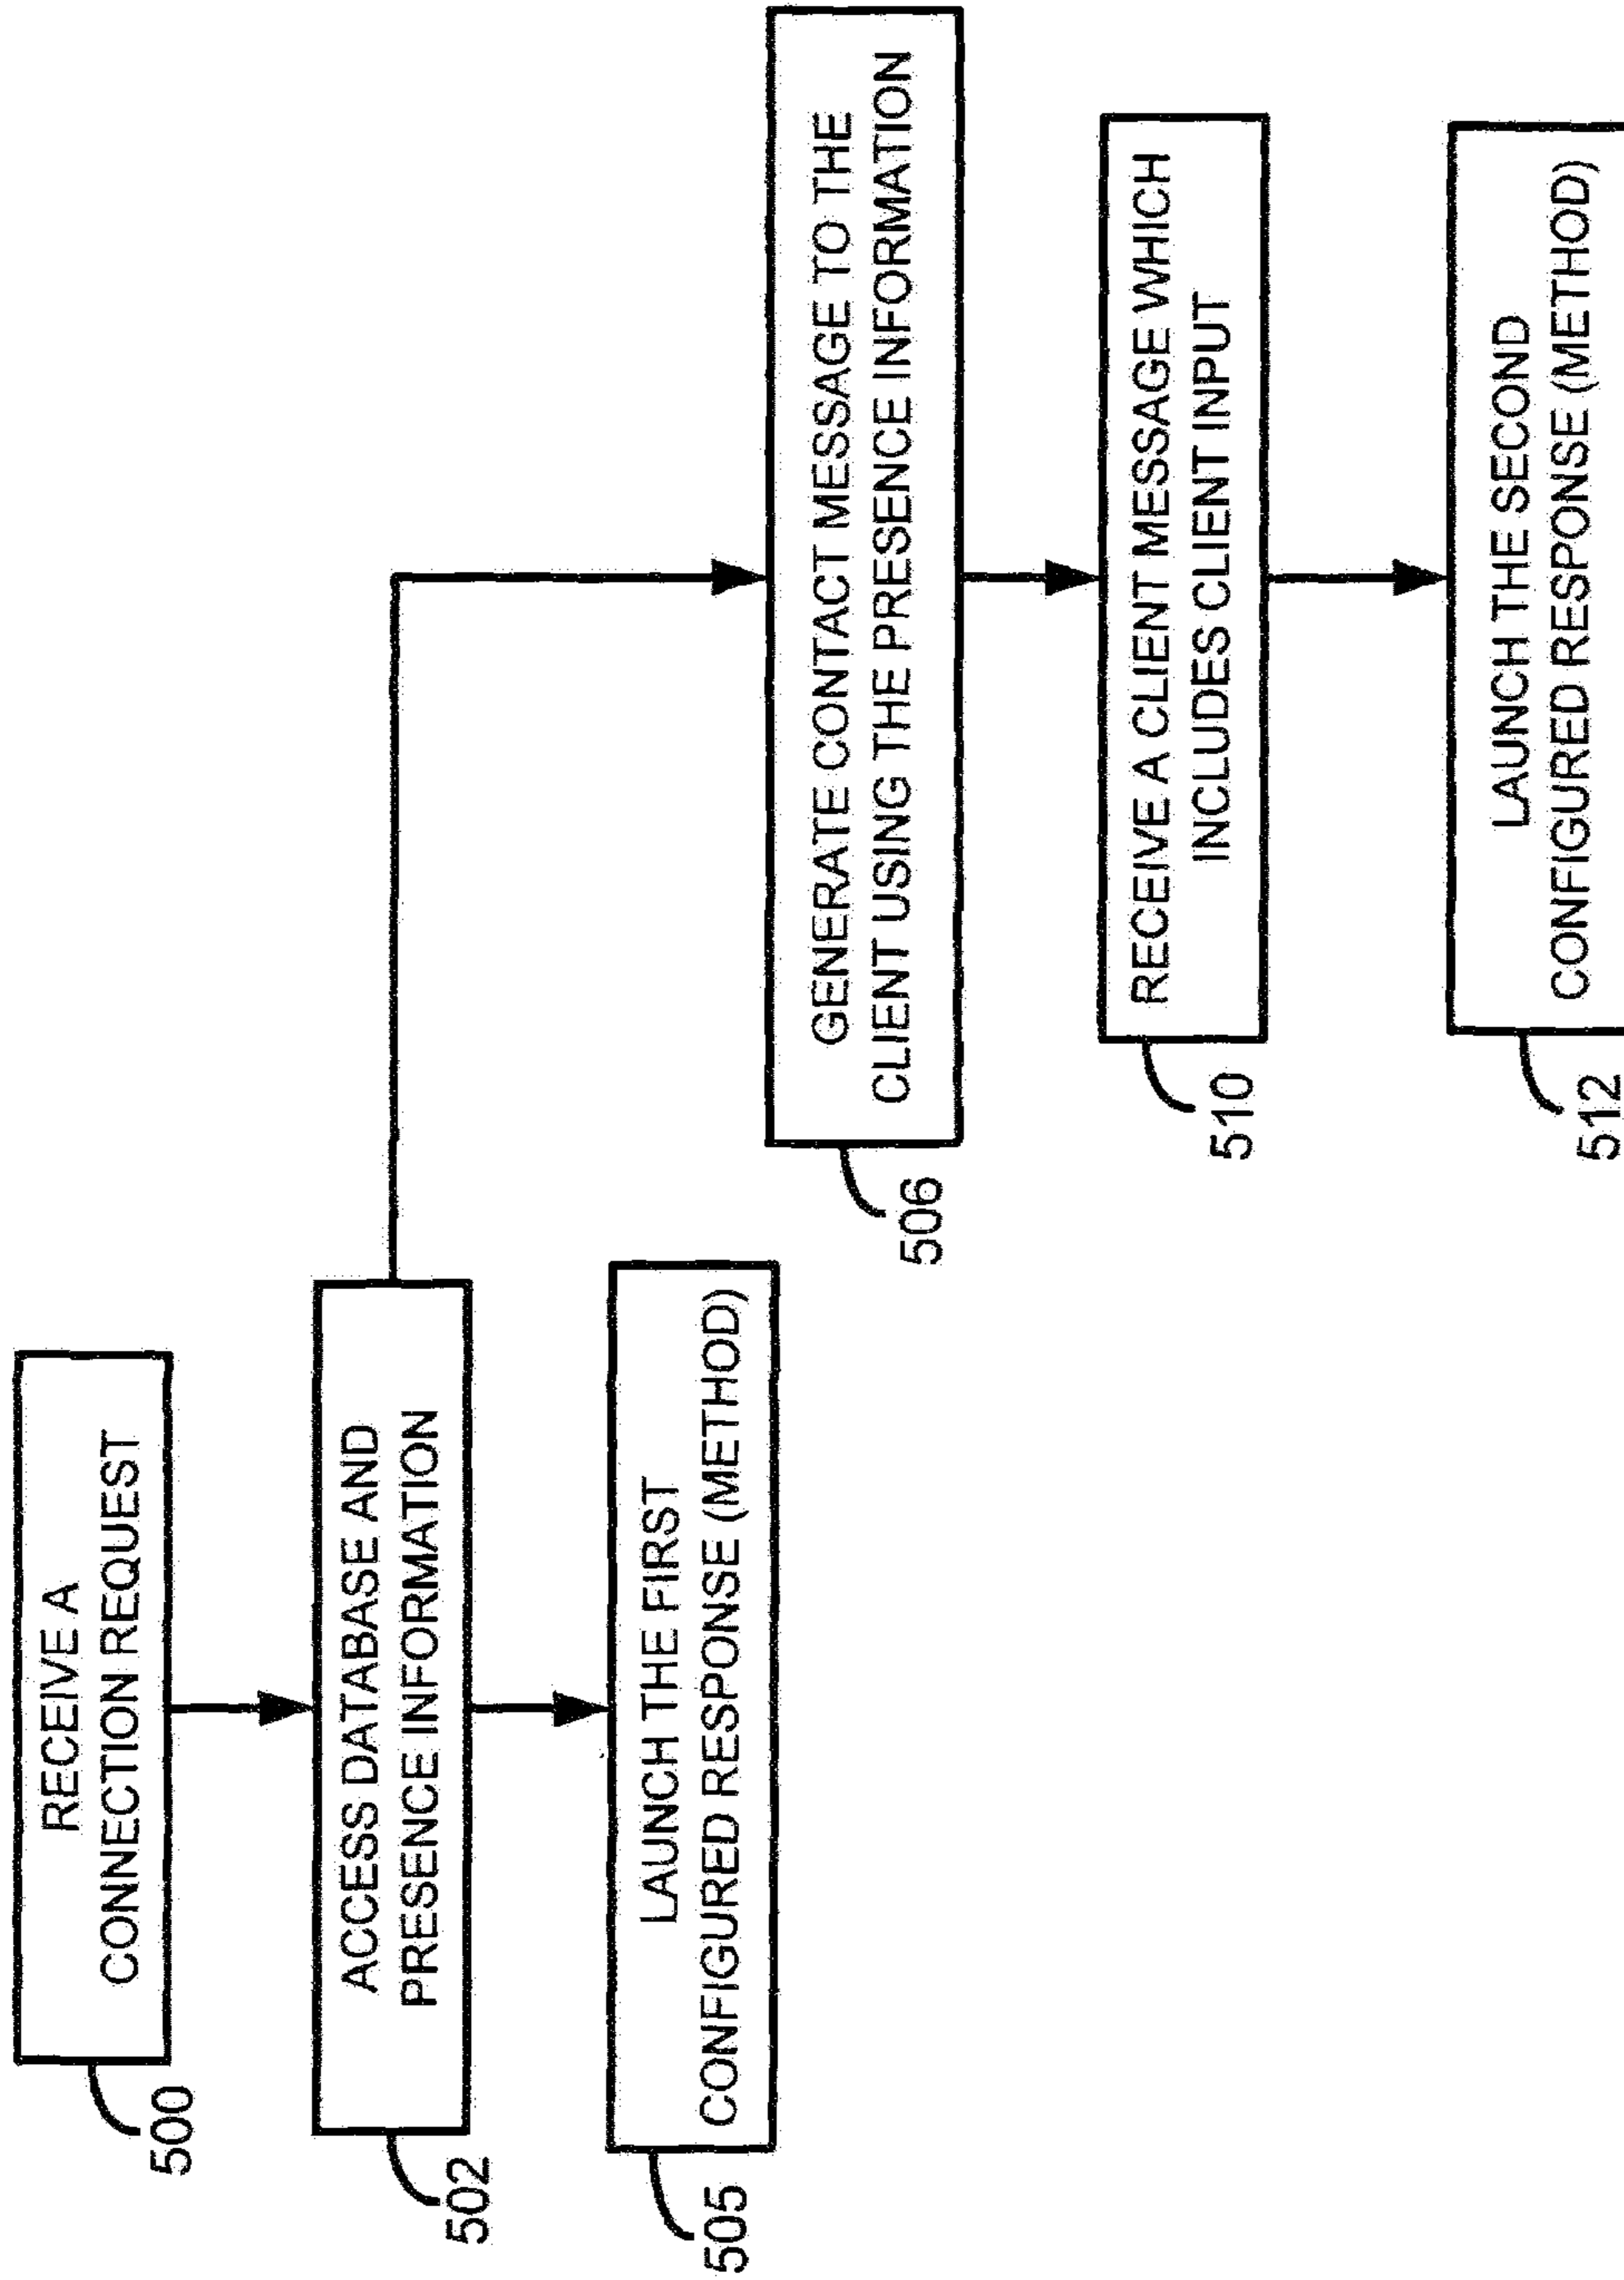 RECEIVE A
CONNECTION REQUEST
500
ACCESS DATABASE AND
PRESENCE INFORMATION
502
LAUNCH THE FIRST
CONFIGURED RESPONSE (METHOD)
505
GENERATE CONTACT MESSAGE TO THE
CLIENT USING THE PRESENCE INFORMATION
506
RECEIVE A CLIENT MESSAGE WHICH
INCLUDES CLIENT INPUT
510
LAUNCH THE SECOND
CONFIGURED RESPONSE (METHOD)
512